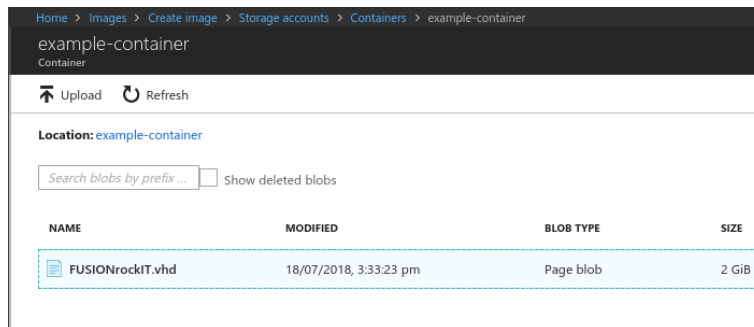 Home > Images > Create image > Storage accounts > Containers > example-container
example-container
Container
Upload Refresh
Location: example-container
Search blobs by prefix ... Show deleted blobs
NAME MODIFIED BLOB TYPE SIZE
FUSIONrockIT.vhd 18/07/2018, 3:33:23 pm Page blob 2 GiB